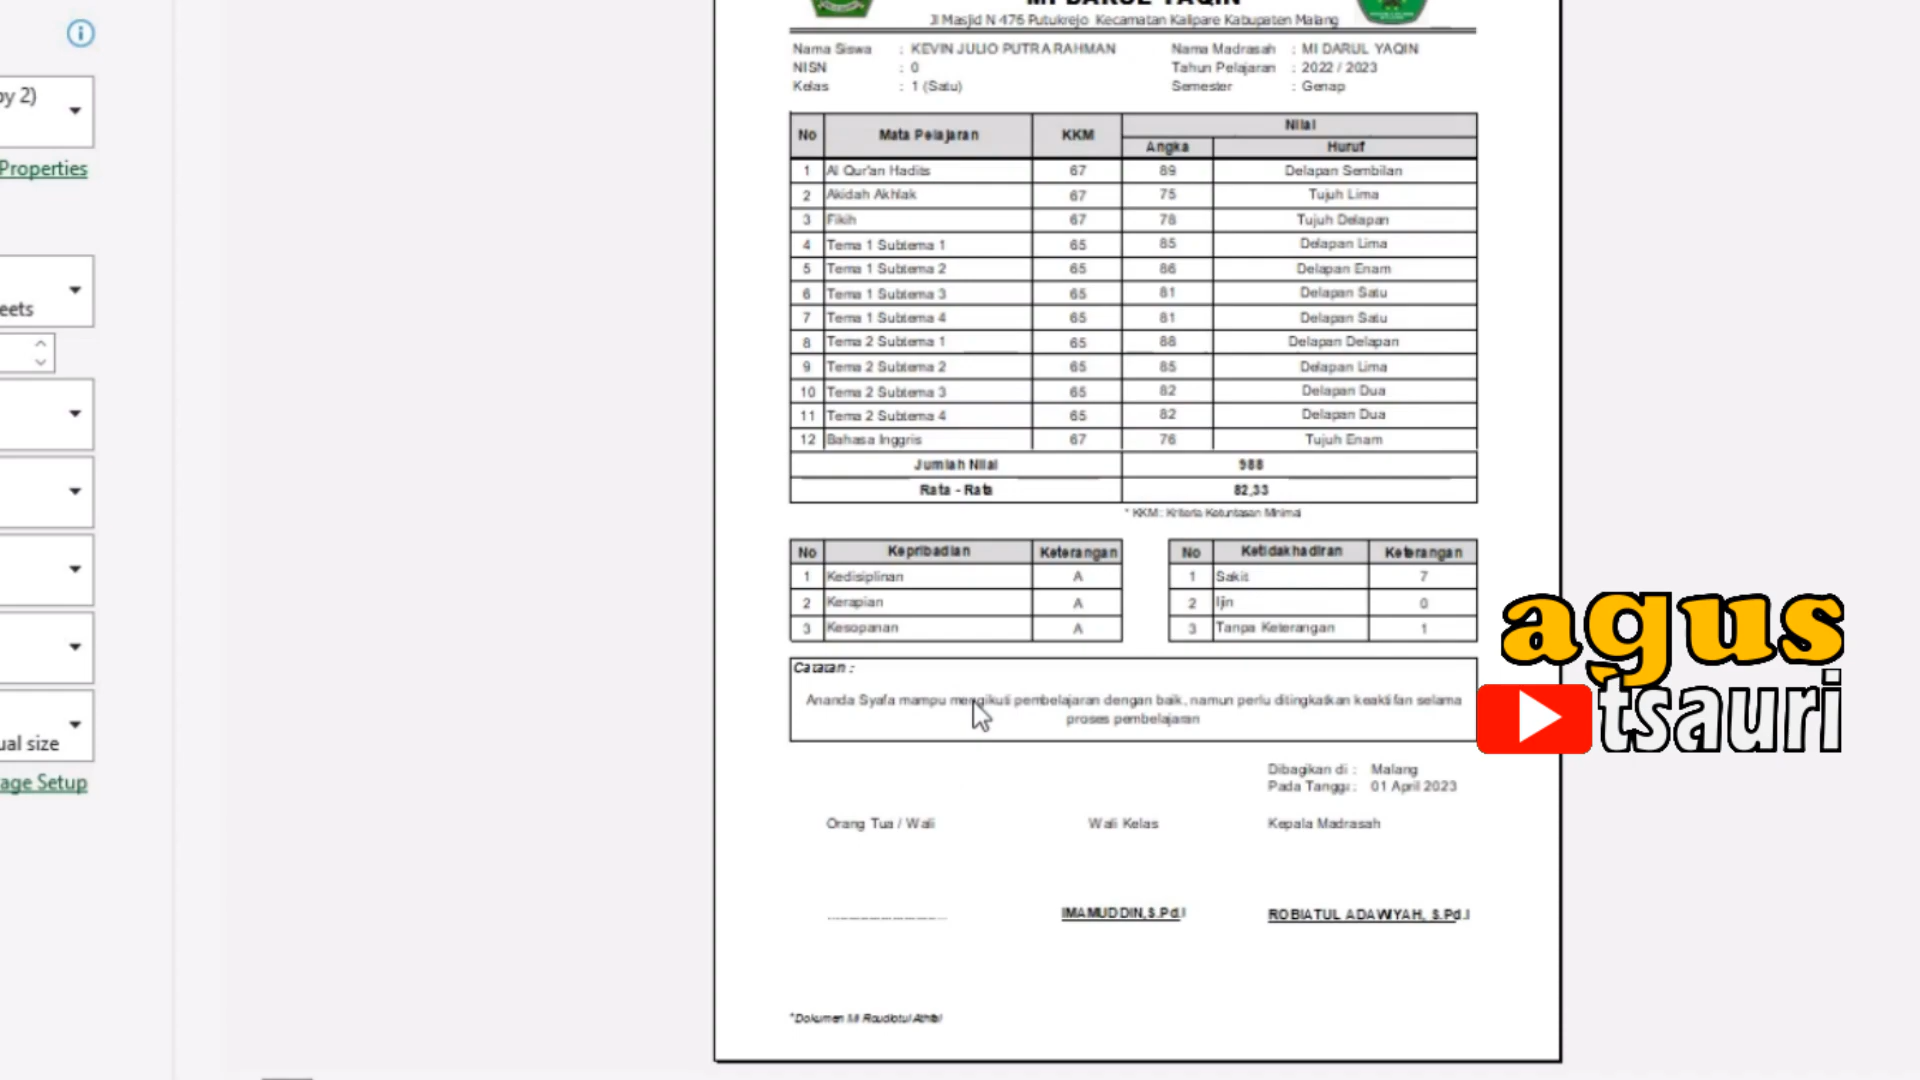 MI DARUL YAQIN
Jl Masjid N 476 Putukrejo Kecamatan Kalipare Kabupaten Malang
Nama Siswa : KEVIN JULIO PUTRA RAHMAN Nama Madrasah : MI DARUL YAQIN
NISN : 0 Tahun Pelajaran : 2022 / 2023
Kelas : 1 (Satu) Semester : Genap
No Mata Pelajaran KKM Nilai
Angka Huruf
1 Al Qur'an Hadits 67 89 Delapan Sembilan
2 Akidah Akhlak 67 75 Tujuh Lima
3 Fikih 67 78 Tujuh Delapan
4 Tema 1 Subtema 1 65 85 Delapan Lima
5 Tema 1 Subtema 2 65 86 Delapan Enam
6 Tema 1 Subtema 3 65 81 Delapan Satu
7 Tema 1 Subtema 4 65 81 Delapan Satu
8 Tema 2 Subtema 1 65 88 Delapan Delapan
9 Tema 2 Subtema 2 65 85 Delapan Lima
10 Tema 2 Subtema 3 65 82 Delapan Dua
11 Tema 2 Subtema 4 65 82 Delapan Dua
12 Bahasa Inggris 67 76 Tujuh Enam
Jumlah Nilai 988
Rata - Rata 82,33
* KKM : Kriteria Ketuntasan Minimal
No Kepribadian Keterangan No Ketidakhadiran Keterangan
1 Kedisiplinan A 1 Sakit 7
2 Kerapian A 2 Ijin 0
3 Kesopanan A 3 Tanpa Keterangan 1
Catatan :
Ananda Syafa mampu mengikuti pembelajaran dengan baik, namun perlu ditingkatkan keaktifan selama
proses pembelajaran
Dibagikan di : Malang
Pada Tanggal : 01 April 2023
Orang Tua / Wali Wali Kelas Kepala Madrasah
IMAMUDDIN,S.Pd.I ROBIATUL ADAWIYAH, S.Pd.I
*Dokumen MI
py 2)
Properties
eets
ual size
age Setup
agus
tsauri